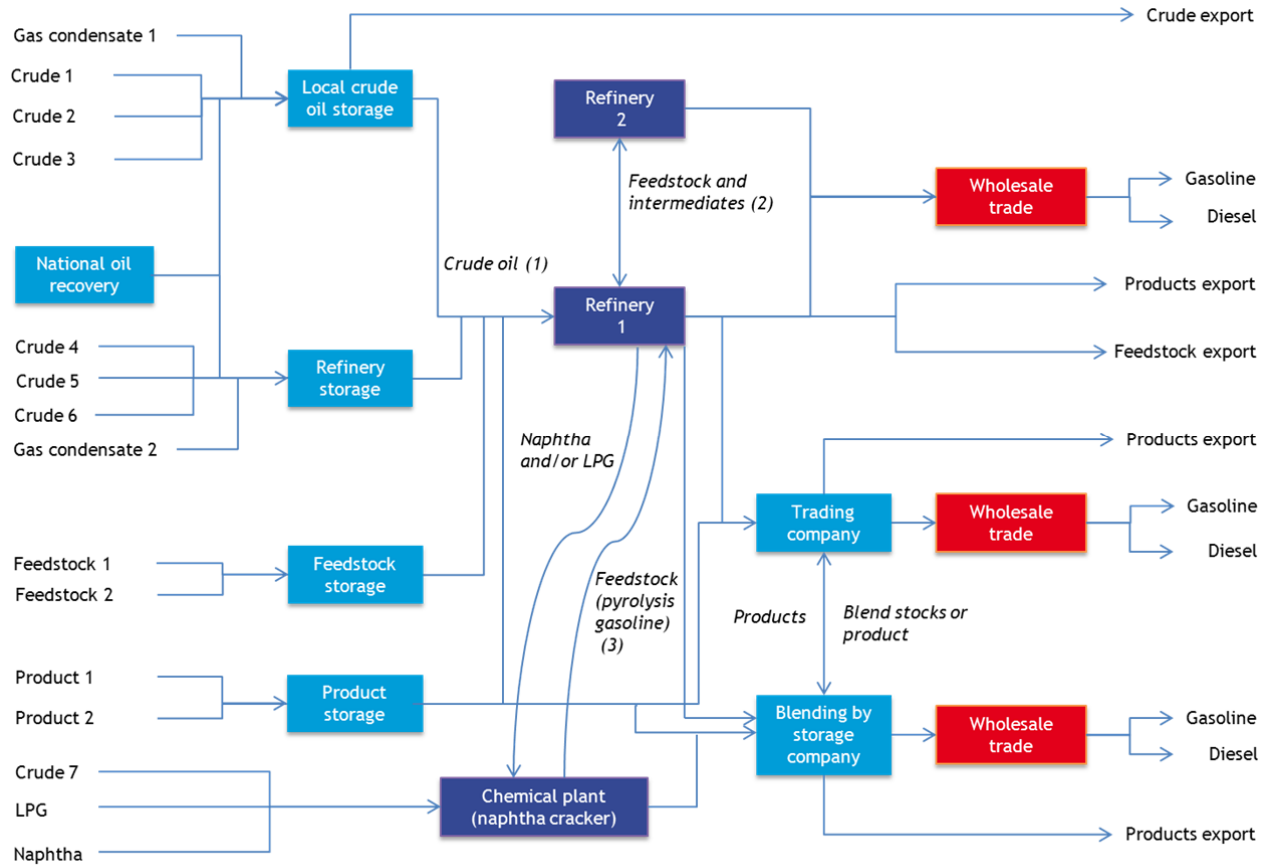 Crude export
Gas condensate 1
Crude 1
Crude 2
Crude 3
Local crude
oil storage
Refinery
2
Feedstock and
intermediates (2)
Wholesale
trade
Gasoline
Diesel
National oil
recovery
Crude oil (1)
Refinery
1
Products export
Feedstock export
Crude 4
Crude 5
Crude 6
Gas condensate 2
Refinery
storage
Naphtha
and/or LPG
Products export
Trading
company
Wholesale
trade
Gasoline
Diesel
Feedstock 1
Feedstock 2
Feedstock
storage
Feedstock
(pyrolysis
gasoline)
(3)
Products
Blend stocks or
product
Product 1
Product 2
Product
storage
Blending by
storage
company
Wholesale
trade
Gasoline
Diesel
Crude 7
LPG
Naphtha
Chemical plant
(naphtha cracker)
Products export